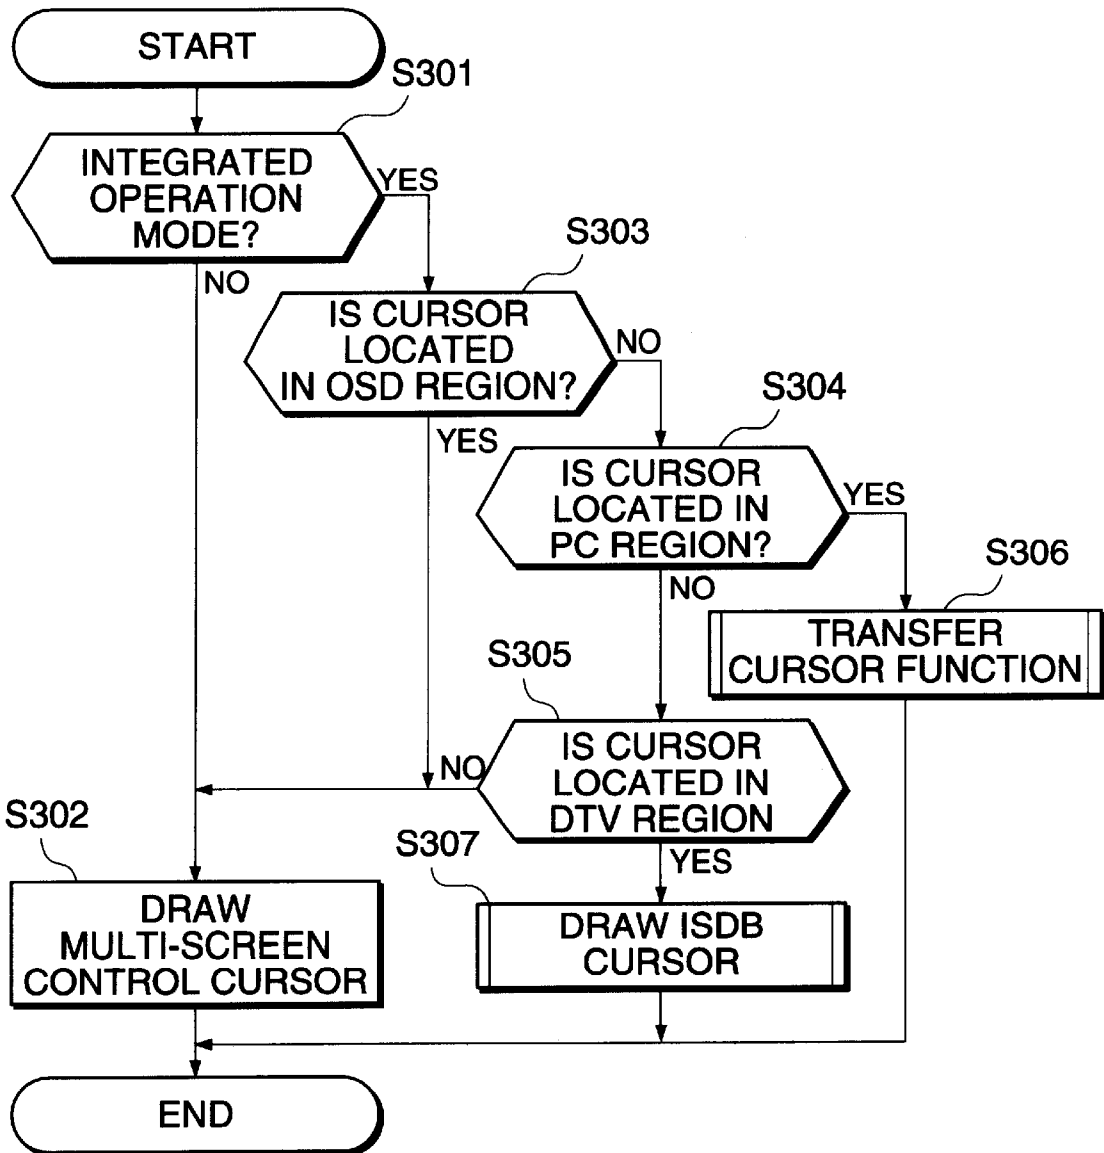 START
S301
INTEGRATED
OPERATION
MODE?
YES
NO
S303
IS CURSOR
LOCATED
IN OSD REGION?
NO
YES
S304
IS CURSOR
LOCATED IN
PC REGION?
YES
NO
S306
TRANSFER
CURSOR FUNCTION
S305
IS CURSOR
LOCATED IN
DTV REGION
NO
YES
S302
DRAW
MULTI-SCREEN
CONTROL CURSOR
S307
DRAW ISDB
CURSOR
END